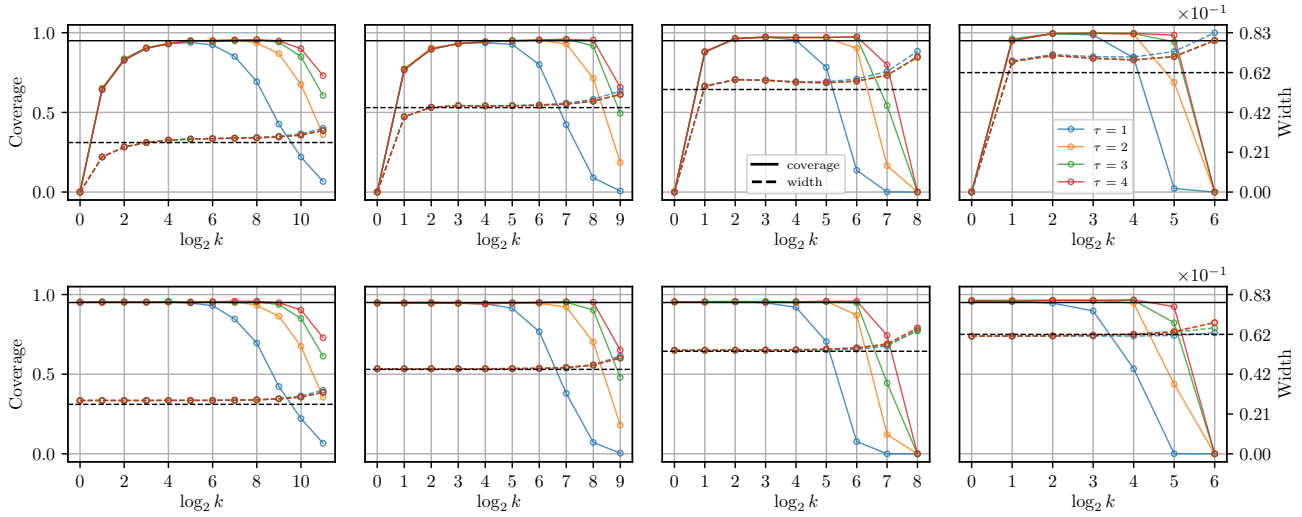 ×10⁻¹
1.0
0.5
0.0
Coverage
0.83
0.62
0.42
0.21
0.00
Width
coverage
width
τ = 1
τ = 2
τ = 3
τ = 4
0 2 4 6 8 10
0 1 2 3 4 5 6 7 8 9
0 1 2 3 4 5 6 7 8
0 1 2 3 4 5 6
log₂ k
log₂ k
log₂ k
log₂ k
×10⁻¹
1.0
0.5
0.0
Coverage
0.83
0.62
0.42
0.21
0.00
Width
0 2 4 6 8 10
0 1 2 3 4 5 6 7 8 9
0 1 2 3 4 5 6 7 8
0 1 2 3 4 5 6
log₂ k
log₂ k
log₂ k
log₂ k